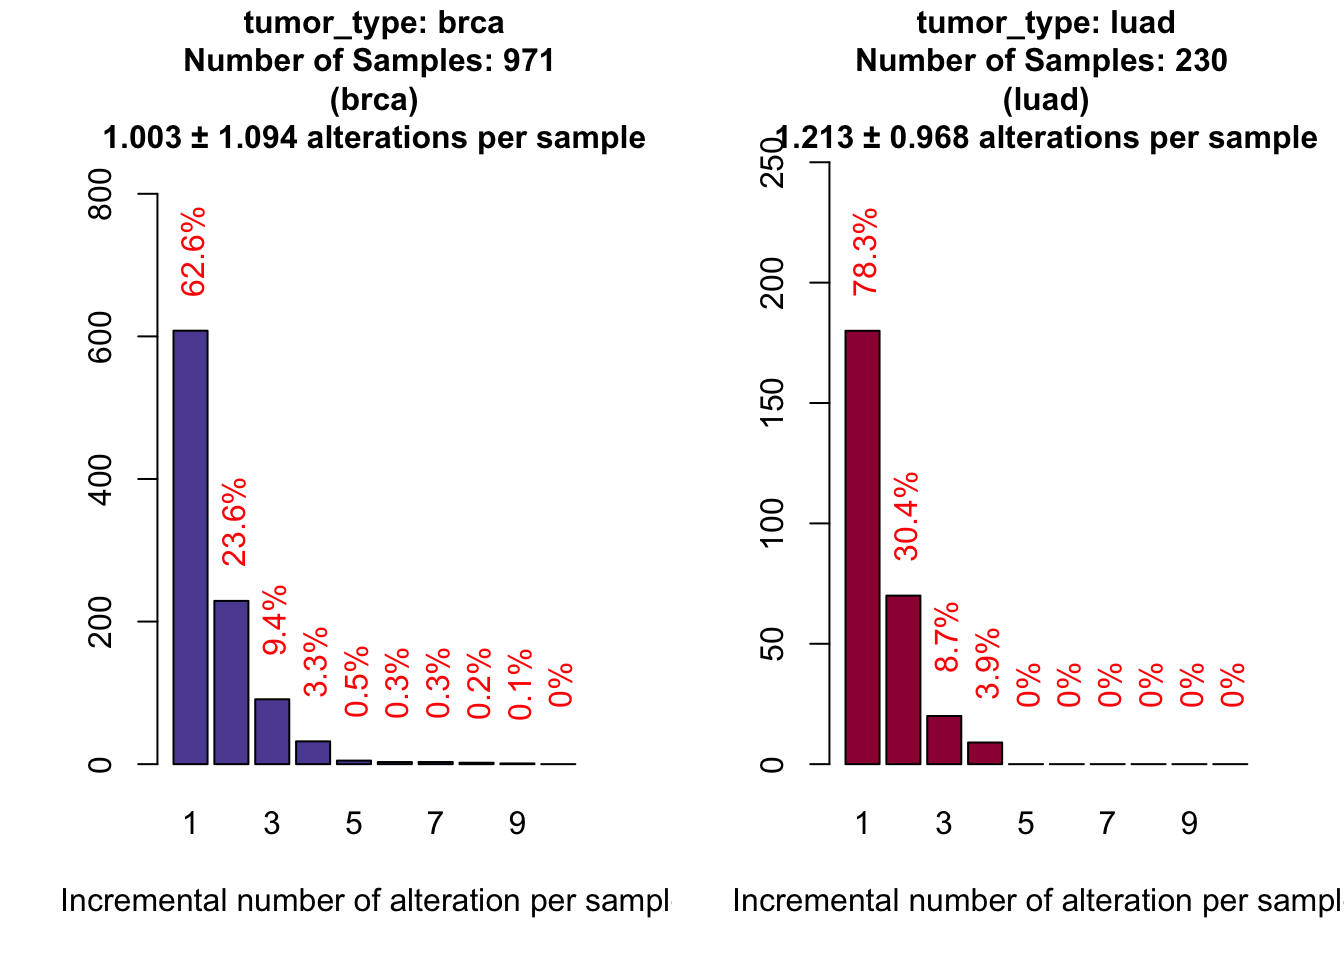 tumor_type: brca
Number of Samples: 971
(brca)
1.003 ± 1.094 alterations per sample
800
600
400
200
0
62.6%
23.6%
9.4%
3.3%
0.5%
0.3%
0.3%
0.2%
0.1%
0%
1 3 5 7 9
Incremental number of alteration per sampl
tumor_type: luad
Number of Samples: 230
(luad)
1.213 ± 0.968 alterations per sample
250
200
150
100
50
0
78.3%
30.4%
8.7%
3.9%
0%
0%
0%
0%
0%
0%
1 3 5 7 9
Incremental number of alteration per sampl